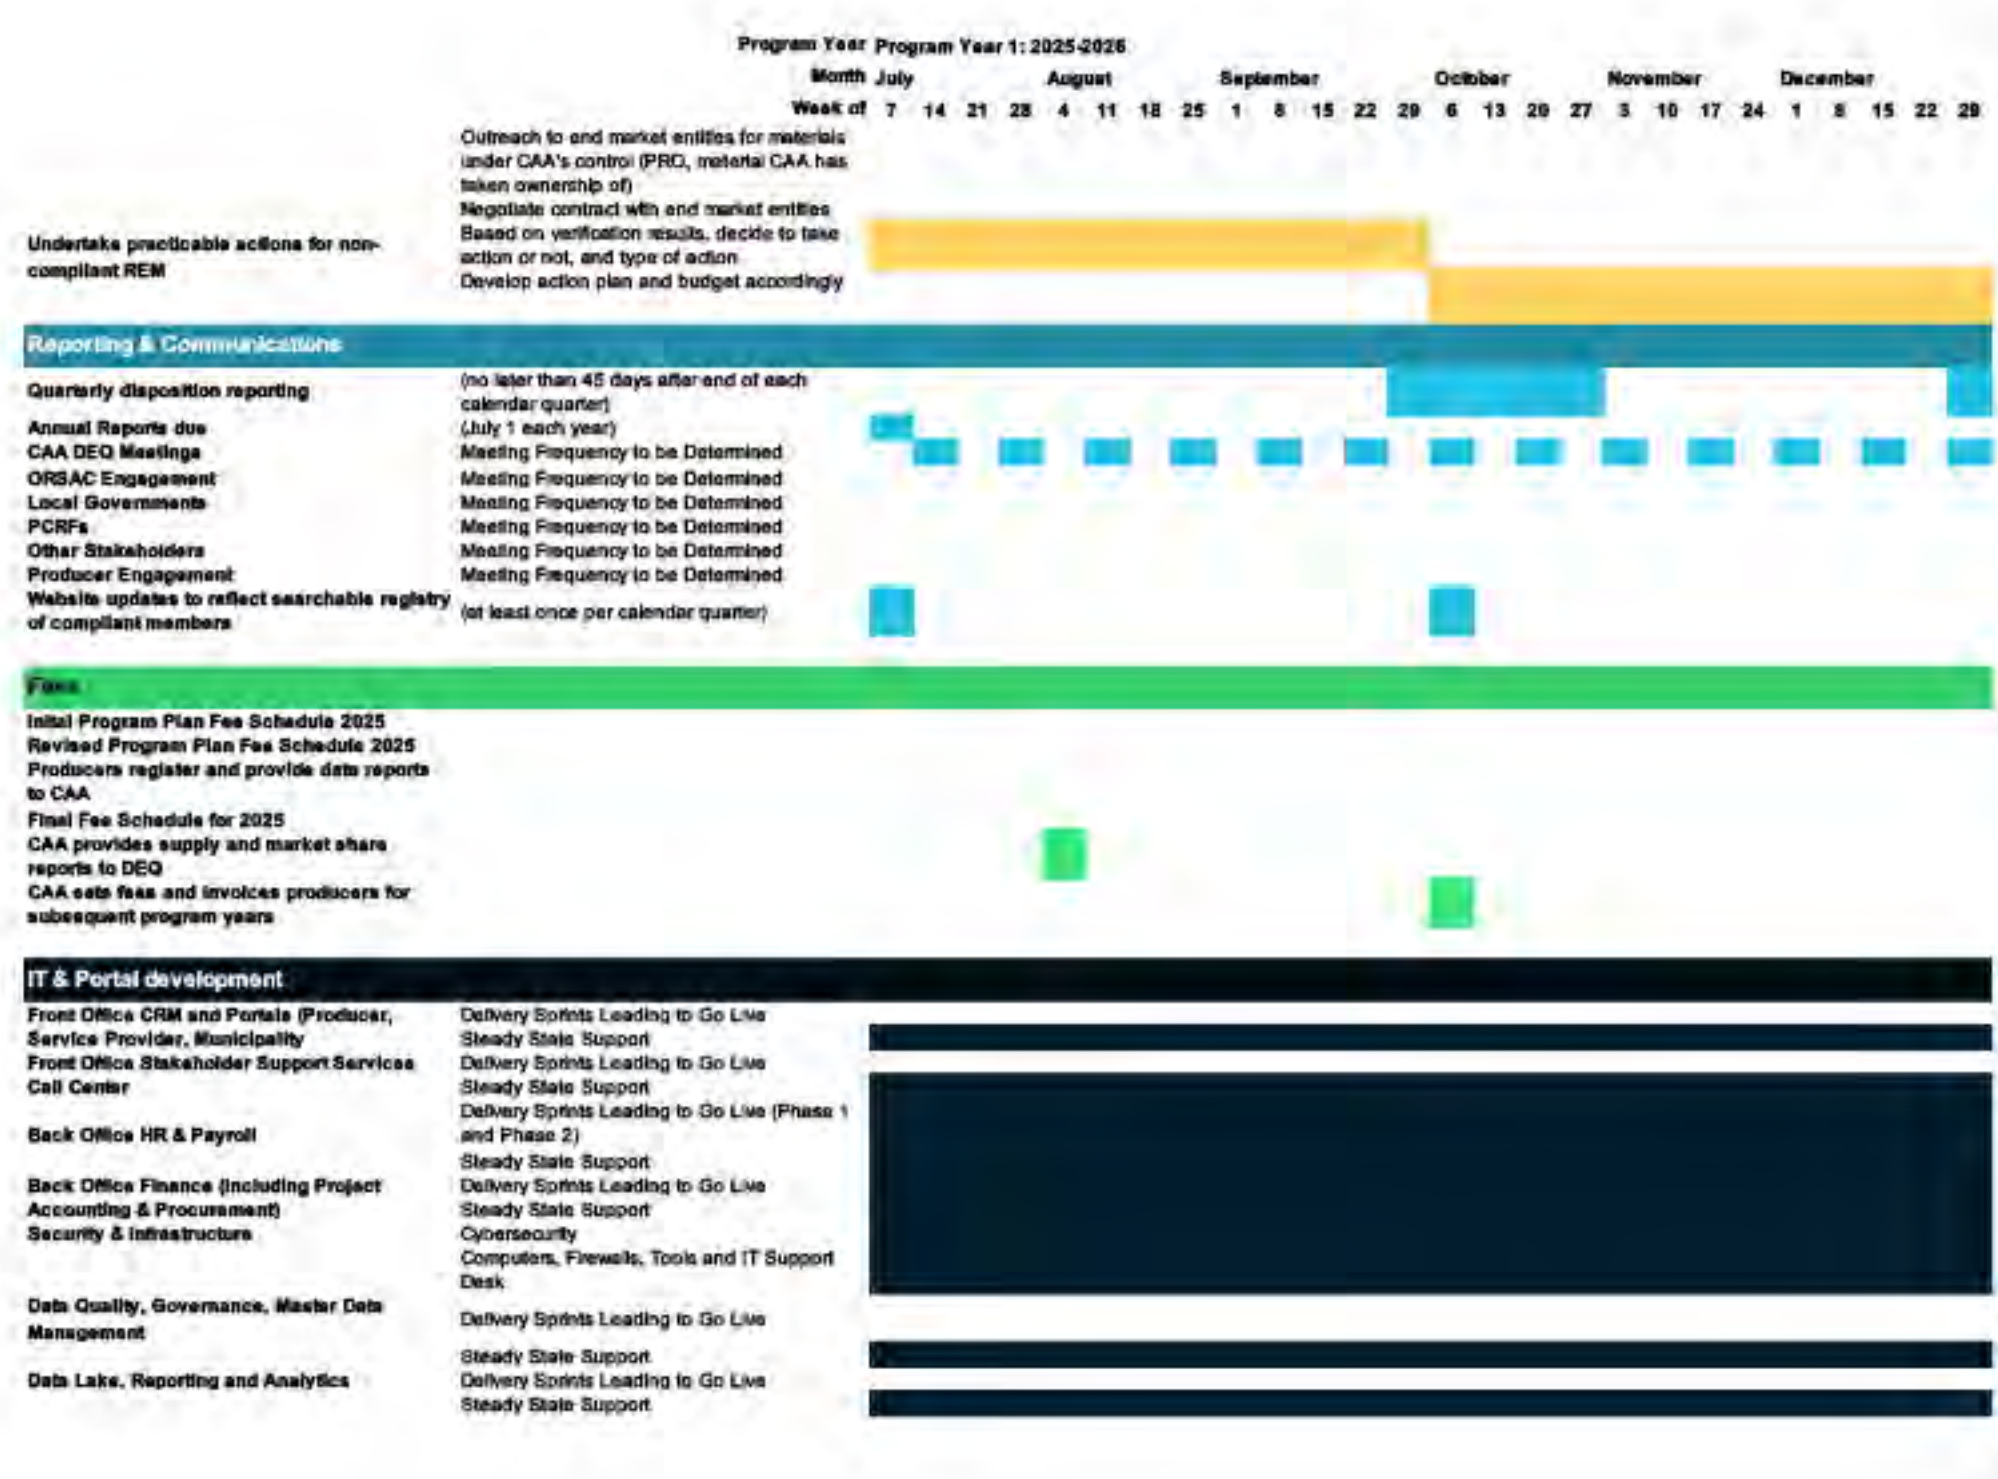 Program Year Program Year 1: 2025-2026
Month July August September October November December
Week of 7 14 21 28 4 11 18 25 1 8 15 22 29 6 13 20 27 3 10 17 24 1 8 15 22 29
Outreach to end market entities for materials
under CAA's control (PRO, material CAA has
taken ownership of)
Negotiate contract with end market entities
Undertake practicable actions for non-
compliant REM
Based on verification results, decide to take
action or not, and type of action
Develop action plan and budget accordingly
Reporting & Communications
Quarterly disposition reporting
(no later than 45 days after end of each
calendar quarter)
Annual Reports due (July 1 each year)
CAA DEQ Meetings Meeting Frequency to be Determined
ORSAC Engagement Meeting Frequency to be Determined
Local Governments Meeting Frequency to be Determined
PCRFs Meeting Frequency to be Determined
Other Stakeholders Meeting Frequency to be Determined
Producer Engagement Meeting Frequency to be Determined
Website updates to reflect searchable registry
of compliant members
(at least once per calendar quarter)
Fees
Inital Program Plan Fee Schedule 2025
Revised Program Plan Fee Schedule 2025
Producers register and provide data reports
to CAA
Final Fee Schedule for 2025
CAA provides supply and market share
reports to DEQ
CAA sets fees and invoices producers for
subsequent program years
IT & Portal development
Front Office CRM and Portals (Producer, Delivery Sprints Leading to Go Live
Service Provider, Municipality Steady State Support
Front Office Stakeholder Support Services Delivery Sprints Leading to Go Live
Call Center Steady State Support
Back Office HR & Payroll
Delivery Sprints Leading to Go Live (Phase 1
and Phase 2)
Steady State Support
Back Office Finance (Including Project Delivery Sprints Leading to Go Live
Accounting & Procurement) Steady State Support
Security & Infrastructure Cybersecurity
Computers, Firewalls, Tools and IT Support
Desk
Data Quality, Governance, Master Data
Management
Delivery Sprints Leading to Go Live
Steady State Support
Data Lake, Reporting and Analytics Delivery Sprints Leading to Go Live
Steady State Support